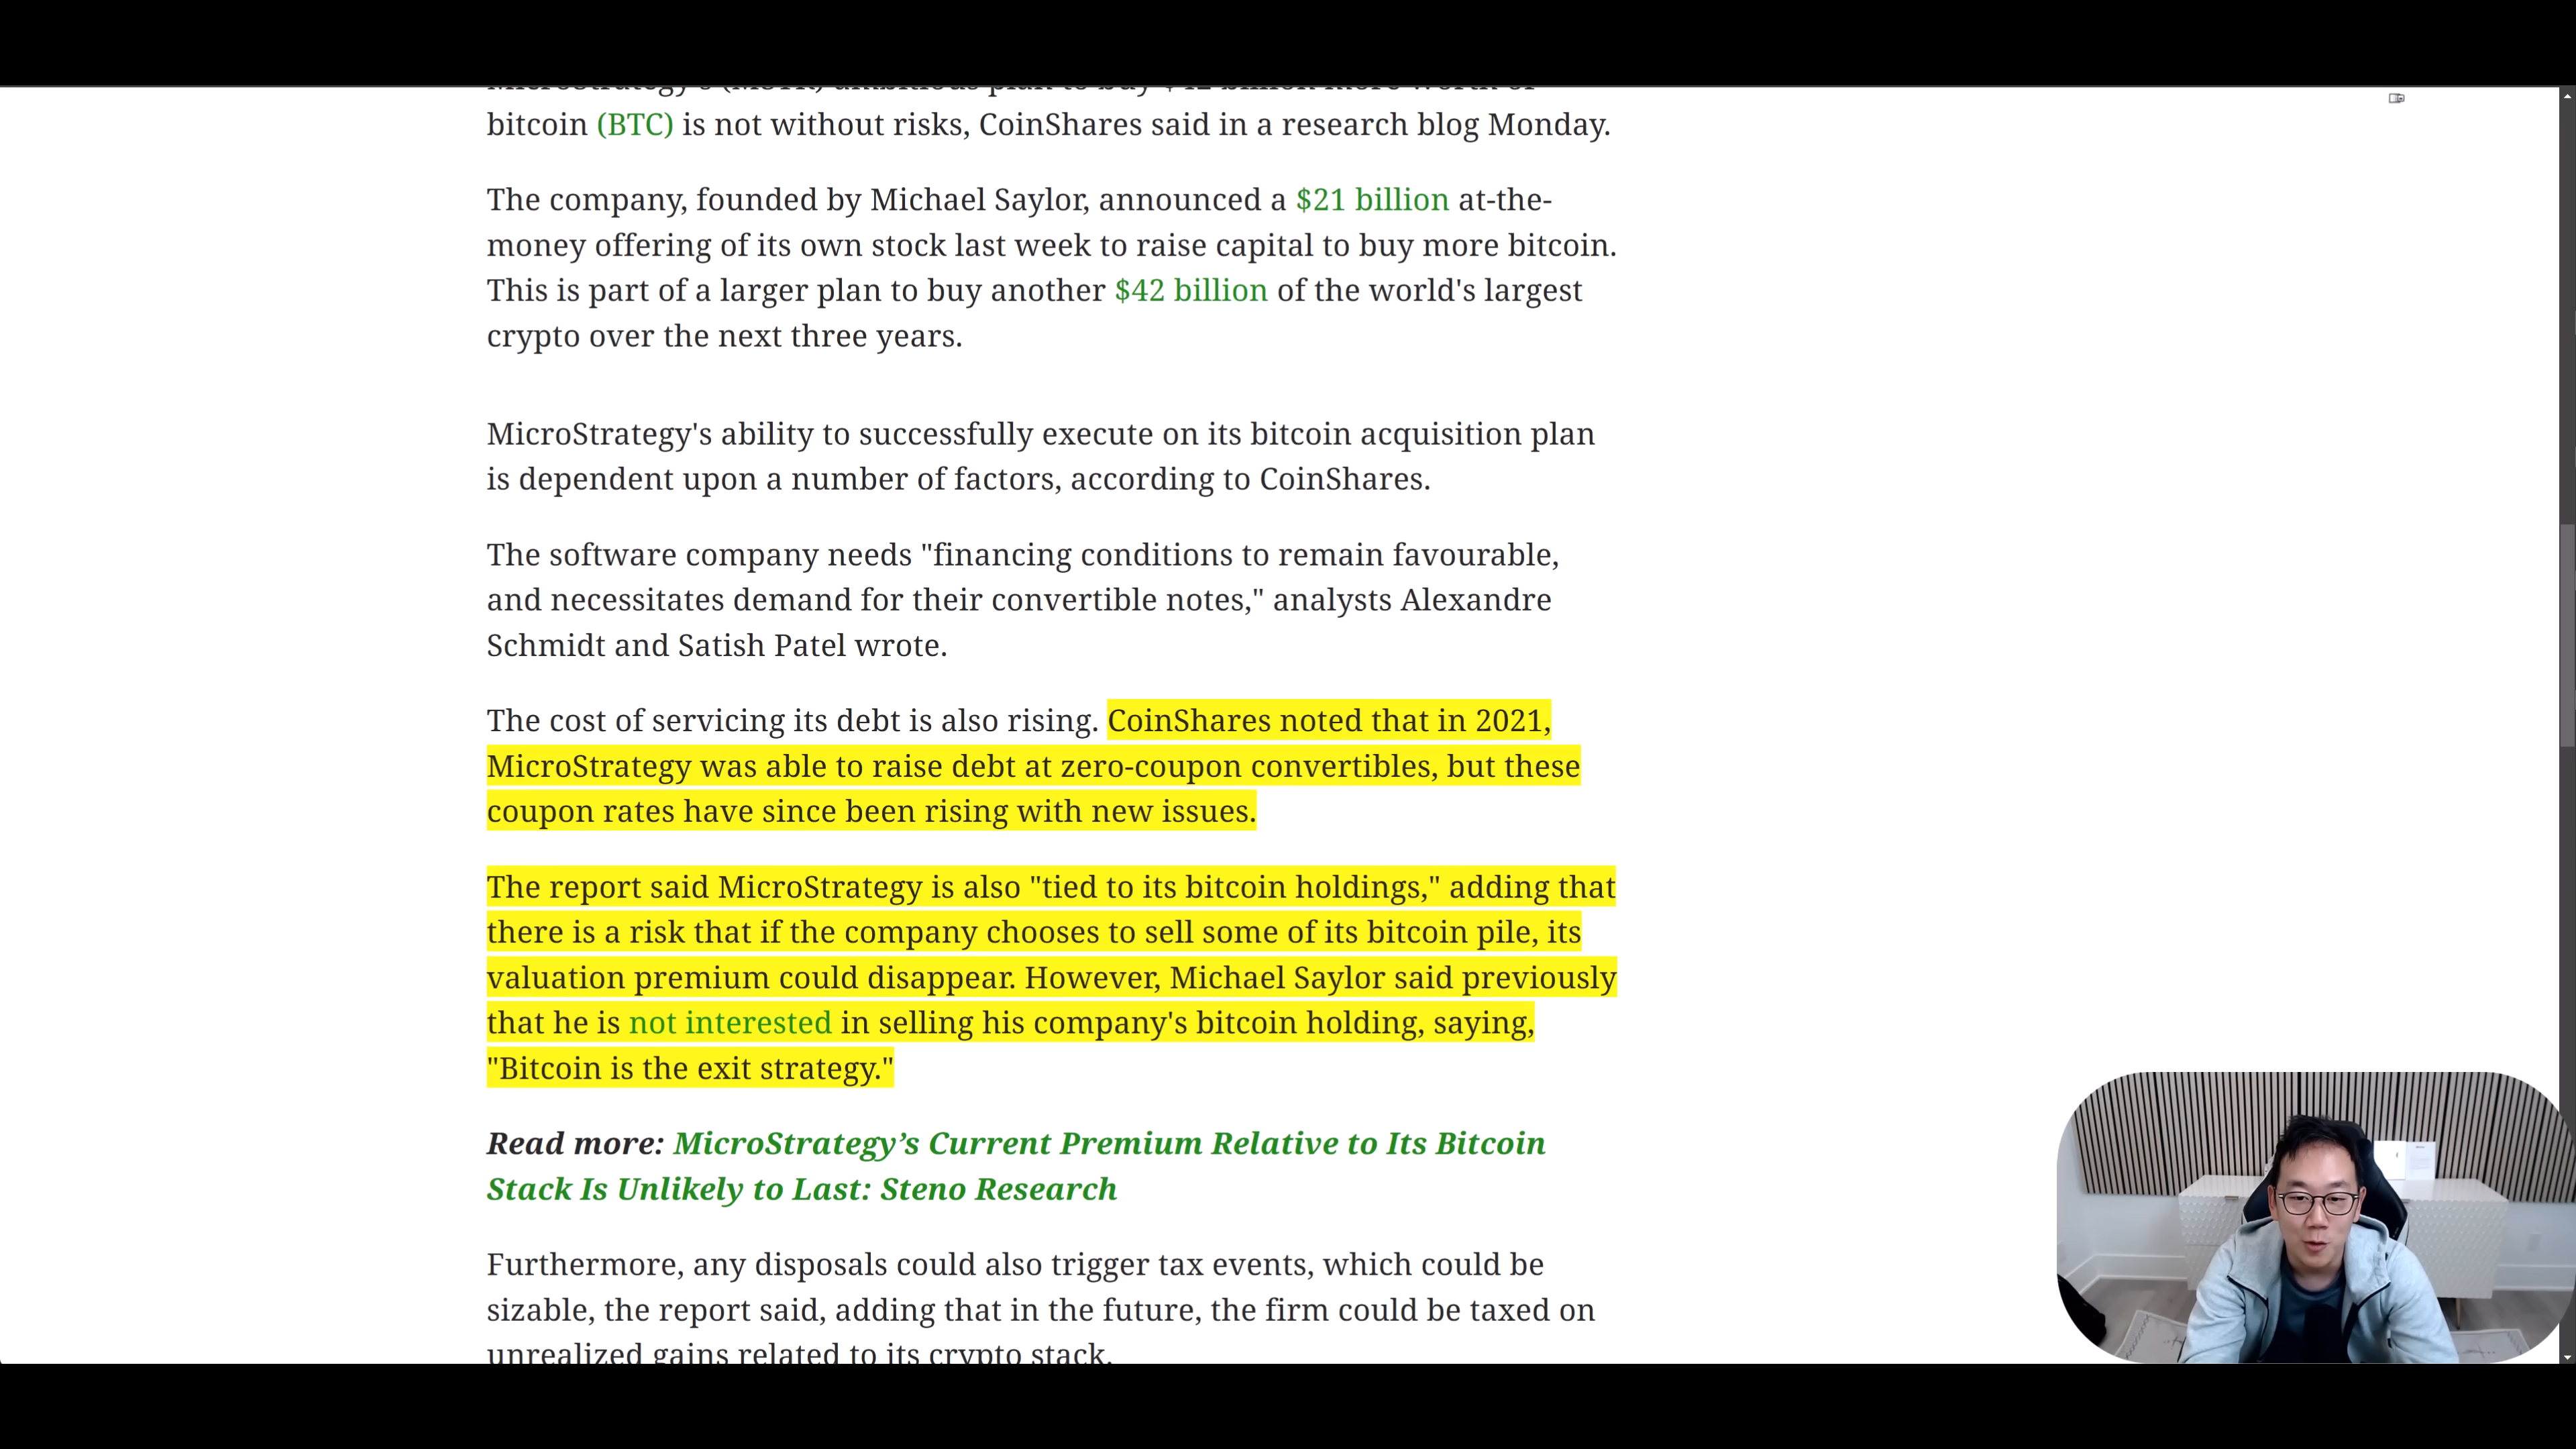 MicroStrategy's (MSTR) ambitious plan to buy $42 billion more worth of
bitcoin (BTC) is not without risks, CoinShares said in a research blog Monday.
The company, founded by Michael Saylor, announced a $21 billion at-the-
money offering of its own stock last week to raise capital to buy more bitcoin.
This is part of a larger plan to buy another $42 billion of the world's largest
crypto over the next three years.
MicroStrategy's ability to successfully execute on its bitcoin acquisition plan
is dependent upon a number of factors, according to CoinShares.
The software company needs "financing conditions to remain favourable,
and necessitates demand for their convertible notes," analysts Alexandre
Schmidt and Satish Patel wrote.
The cost of servicing its debt is also rising. CoinShares noted that in 2021,
MicroStrategy was able to raise debt at zero-coupon convertibles, but these
coupon rates have since been rising with new issues.
The report said MicroStrategy is also "tied to its bitcoin holdings," adding that
there is a risk that if the company chooses to sell some of its bitcoin pile, its
valuation premium could disappear. However, Michael Saylor said previously
that he is not interested in selling his company's bitcoin holding, saying,
"Bitcoin is the exit strategy."
Read more: MicroStrategy’s Current Premium Relative to Its Bitcoin
Stack Is Unlikely to Last: Steno Research
Furthermore, any disposals could also trigger tax events, which could be
sizable, the report said, adding that in the future, the firm could be taxed on
unrealized gains related to its crypto stack.